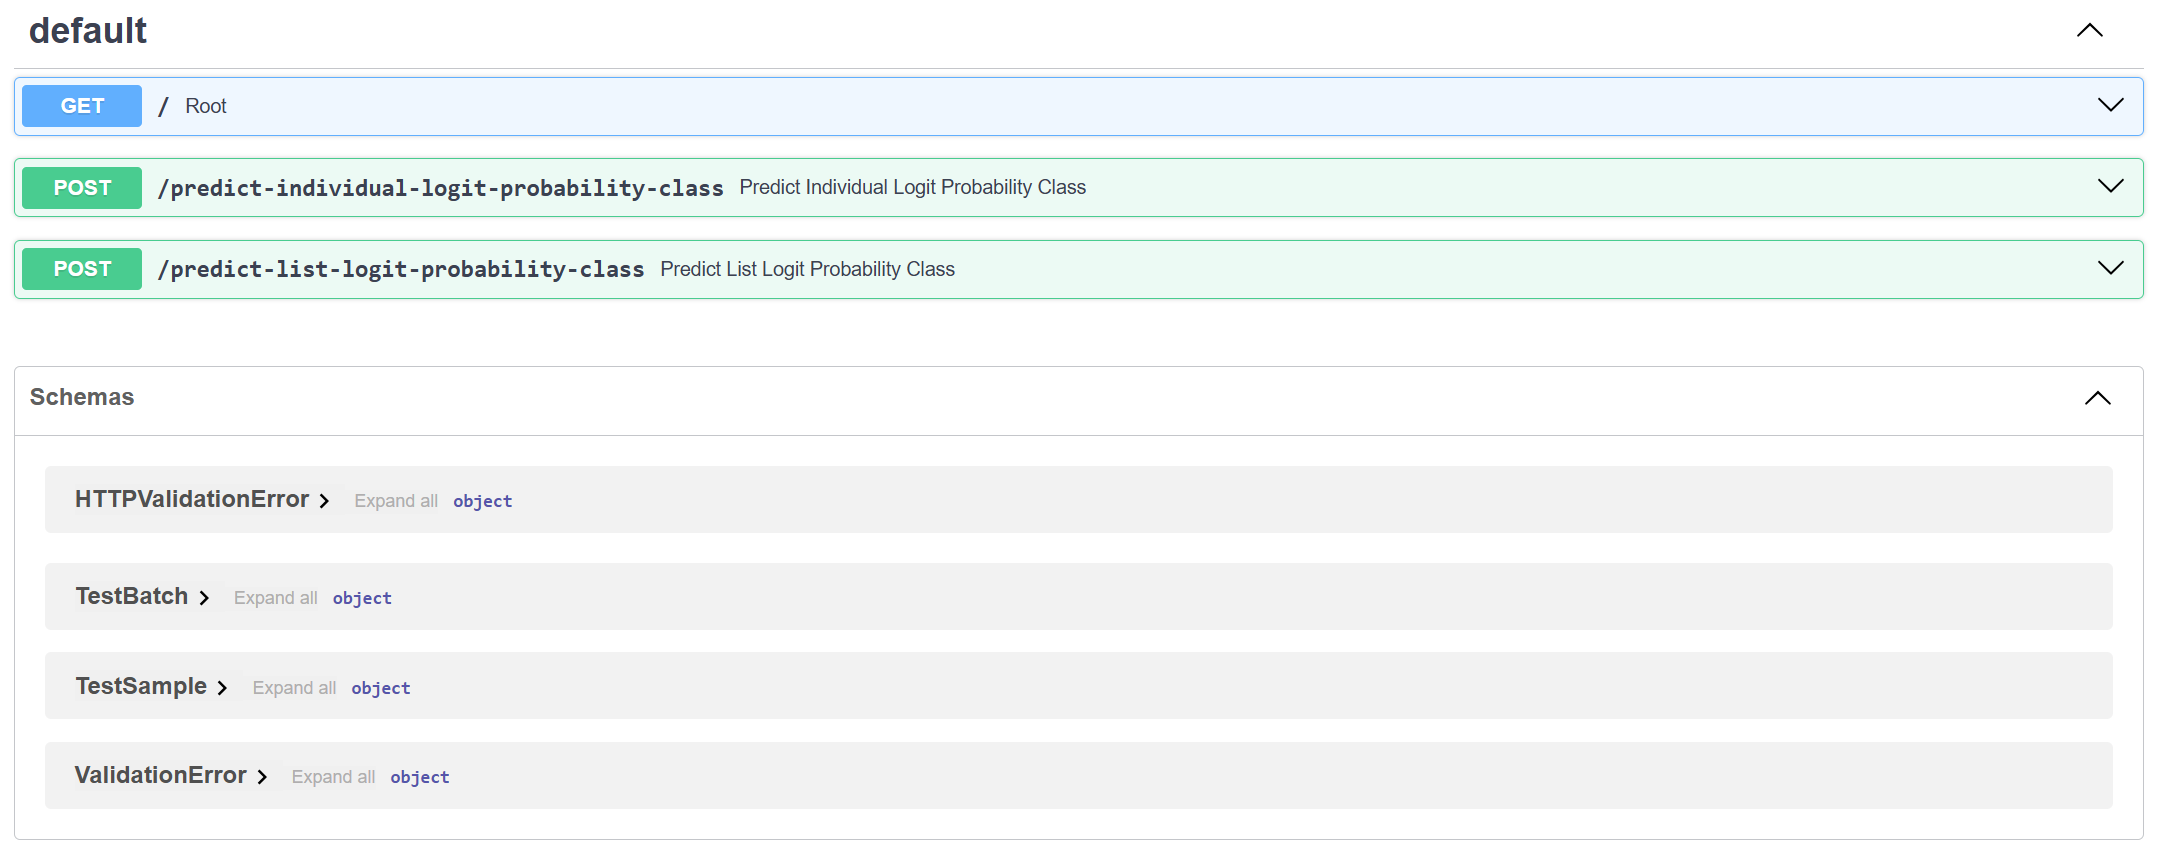 default
GET / Root
POST /predict-individual-logit-probability-class Predict Individual Logit Probability Class
POST /predict-list-logit-probability-class Predict List Logit Probability Class
Schemas
HTTPValidationError Expand all object
TestBatch Expand all object
TestSample Expand all object
ValidationError Expand all object